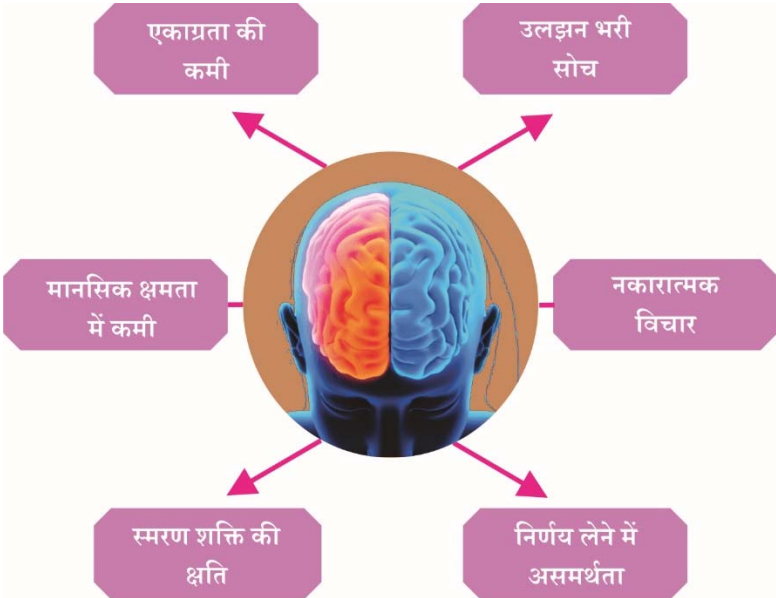 एकाग्रता की
कमी
उलझन भरी
सोच
मानसिक क्षमता
में कमी
नकारात्मक
विचार
स्मरण शक्ति की
क्षति
निर्णय लेने में
असमर्थता